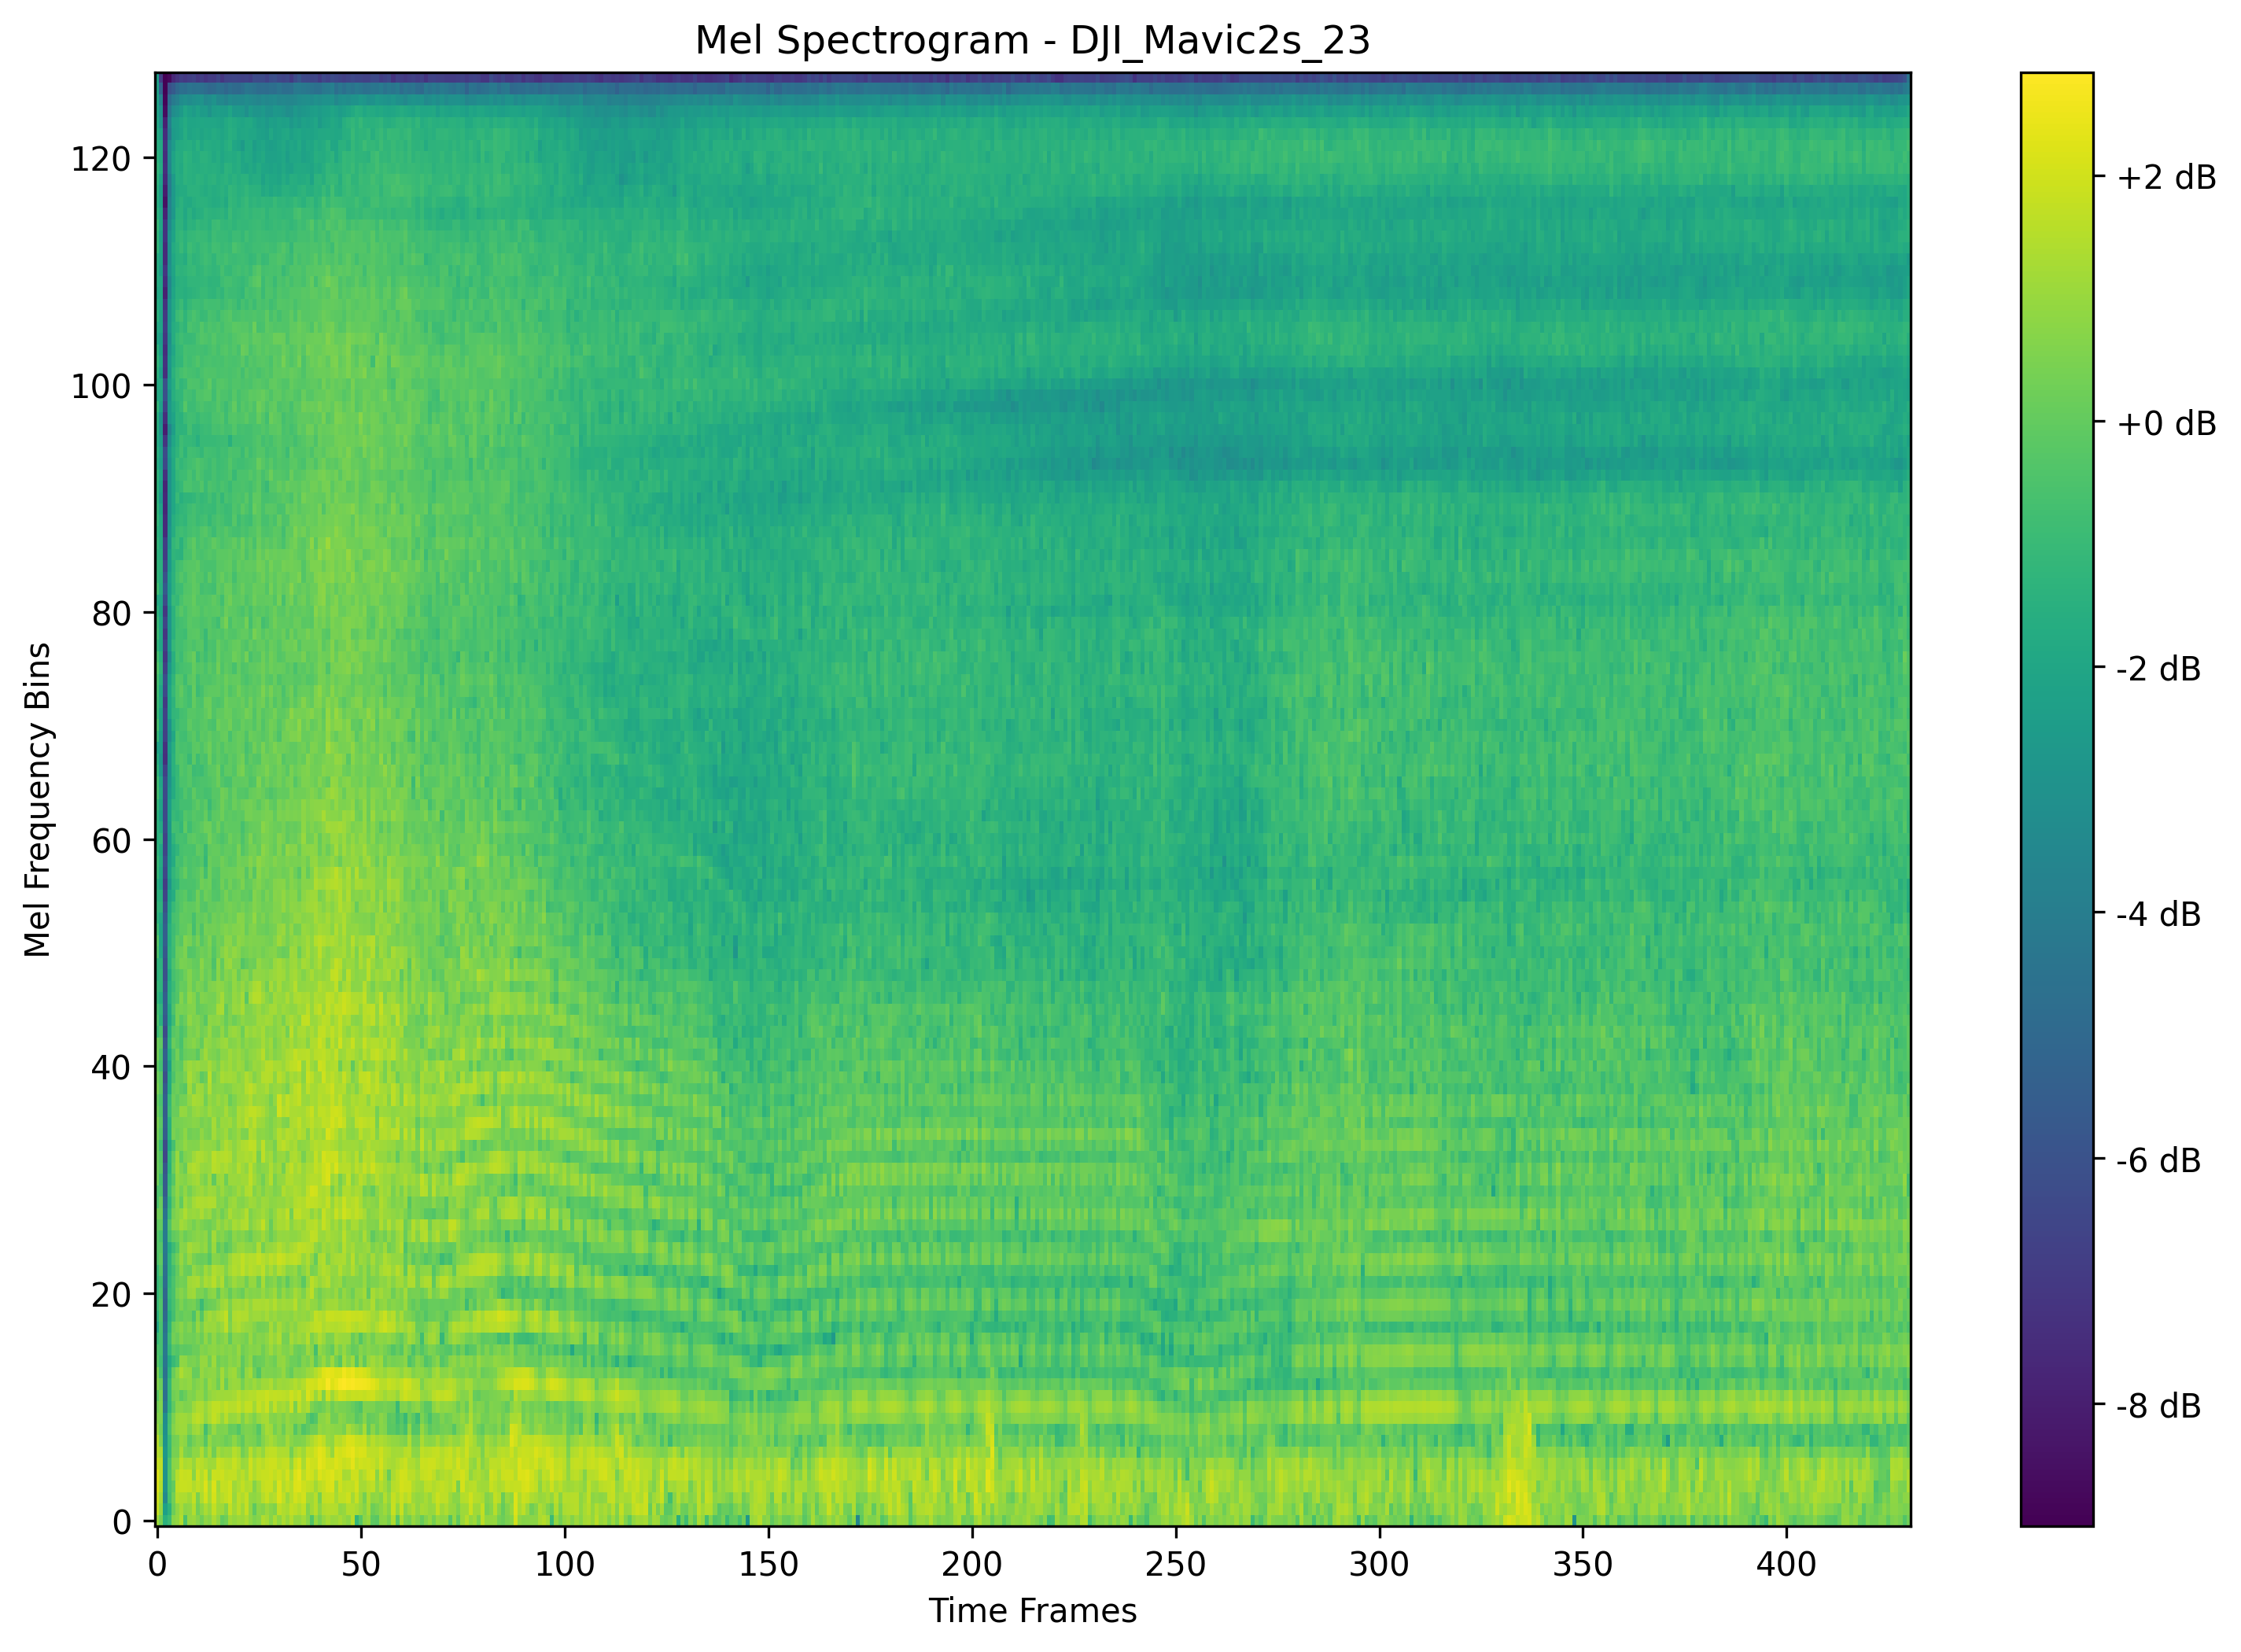 Mel Spectrogram - DJI_Mavic2s_23
Mel Frequency Bins
120
100
80
60
40
20
0
0 50 100 150 200 250 300 350 400
Time Frames
+2 dB
+0 dB
-2 dB
-4 dB
-6 dB
-8 dB